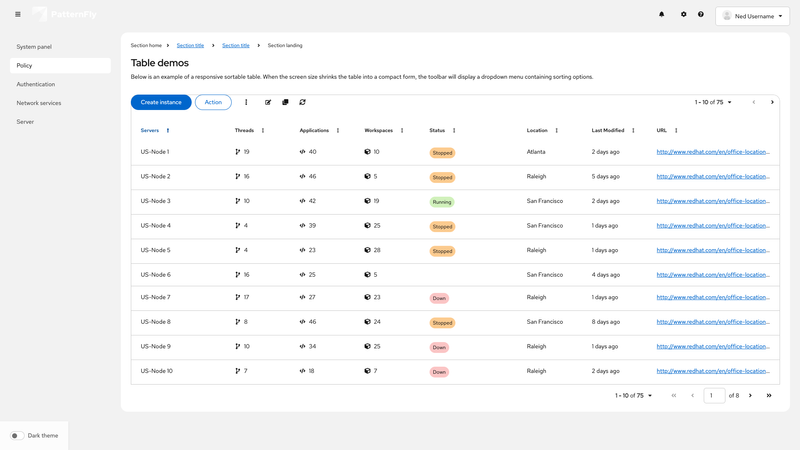 PatternFly
Ned Username
System panel
Policy
Authentication
Network services
Server
Section home Section title Section title Section landing
Table demos
Below is an example of a responsive sortable table. When the screen size shrinks the table into a compact form, the toolbar will display a dropdown menu containing sorting options.
Create instance Action 1 - 10 of 75
Servers Threads Applications Workspaces Status Location Last Modified URL
US-Node 1 19 40 10 Stopped Atlanta 2 days ago http://www.redhat.com/en/office-location...
US-Node 2 16 46 5 Stopped Raleigh 5 days ago http://www.redhat.com/en/office-location...
US-Node 3 10 42 19 Running San Francisco 2 days ago http://www.redhat.com/en/office-location...
US-Node 4 4 39 25 Stopped San Francisco 1 days ago http://www.redhat.com/en/office-location...
US-Node 5 4 23 28 Stopped Raleigh 1 days ago http://www.redhat.com/en/office-location...
US-Node 6 16 25 5 San Francisco 4 days ago http://www.redhat.com/en/office-location...
US-Node 7 17 27 23 Down Raleigh 1 days ago http://www.redhat.com/en/office-location...
US-Node 8 8 46 24 Stopped San Francisco 8 days ago http://www.redhat.com/en/office-location...
US-Node 9 10 34 25 Down Raleigh 1 days ago http://www.redhat.com/en/office-location...
US-Node 10 7 18 7 Down Raleigh 2 days ago http://www.redhat.com/en/office-location...
1 - 10 of 75 1 of 8
Dark theme